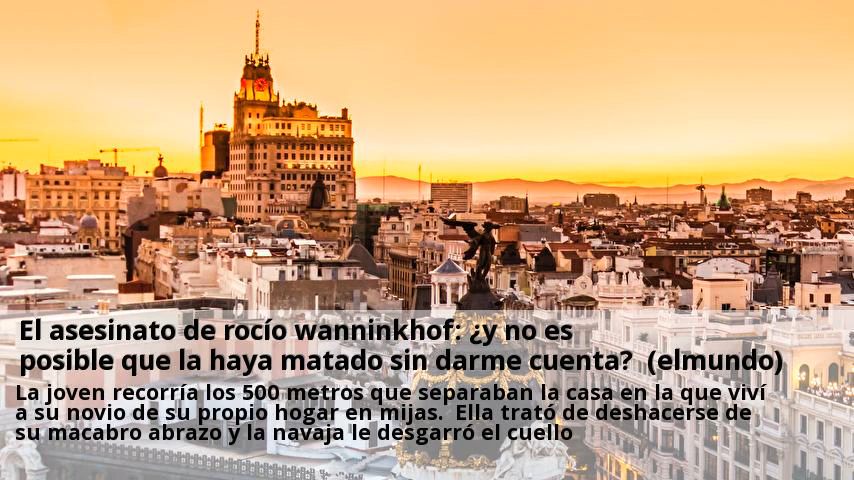 El asesinato de rocío wanninkhof: ¿y no es
posible que la haya matado sin darme cuenta? (elmundo)
La joven recorría los 500 metros que separaban la casa en la que viví
a su novio de su propio hogar en mijas. Ella trató de deshacerse de
su macabro abrazo y la navaja le desgarró el cuello